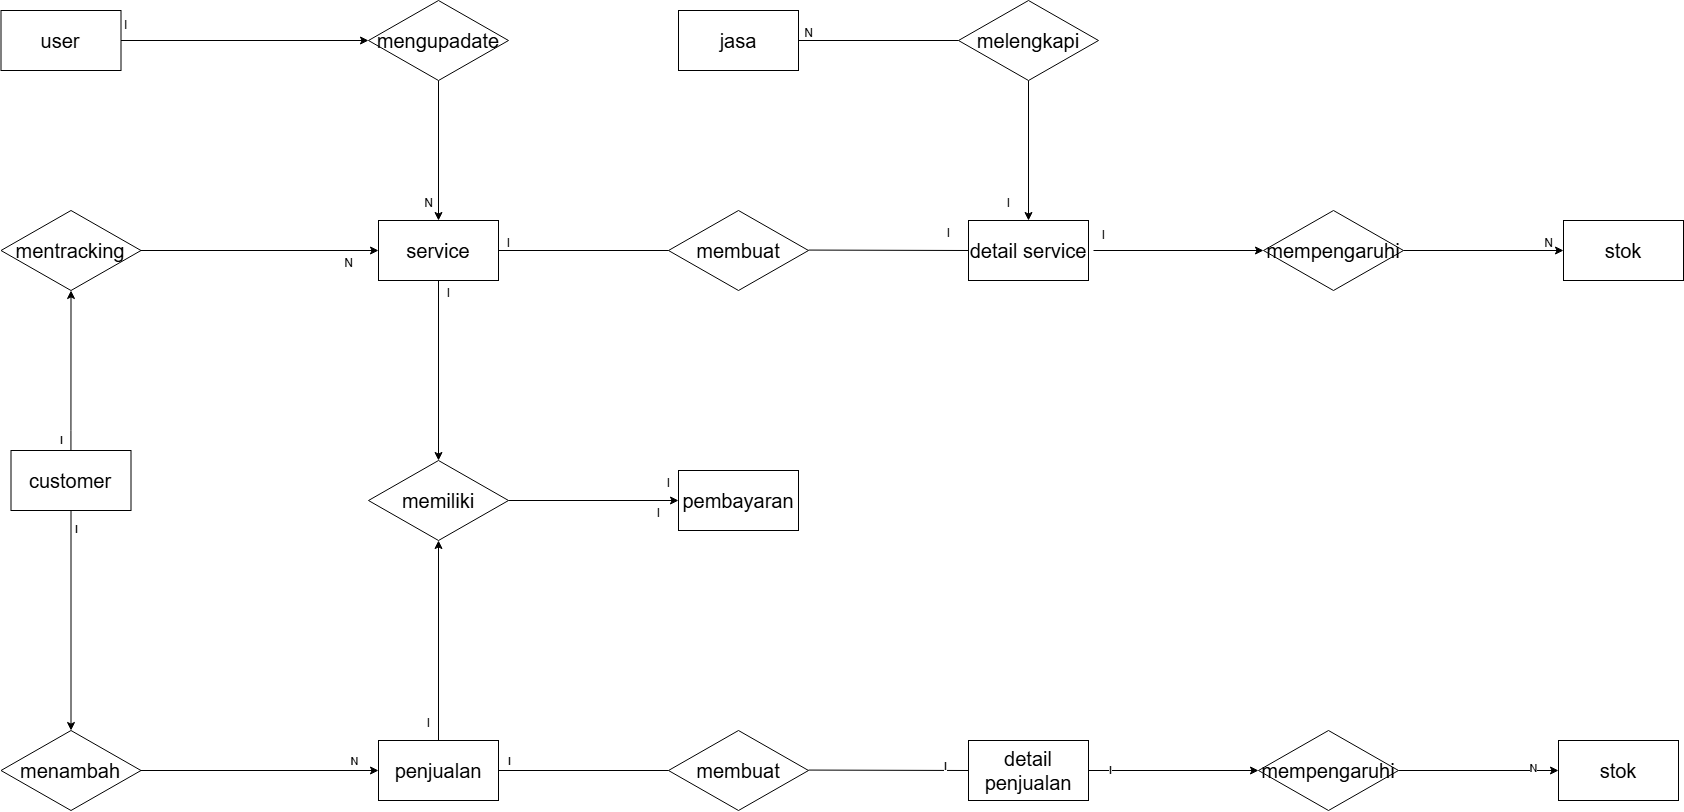 user
I
mengupadate
jasa
N
melengkapi
N
I
mentracking
N
service
I
membuat
I
detail service
I
mempengaruhi
N
stok
I
I
customer
I
memiliki
I
I
pembayaran
I
menambah
N
penjualan
I
membuat
I
detail
penjualan
I
mempengaruhi
N
stok